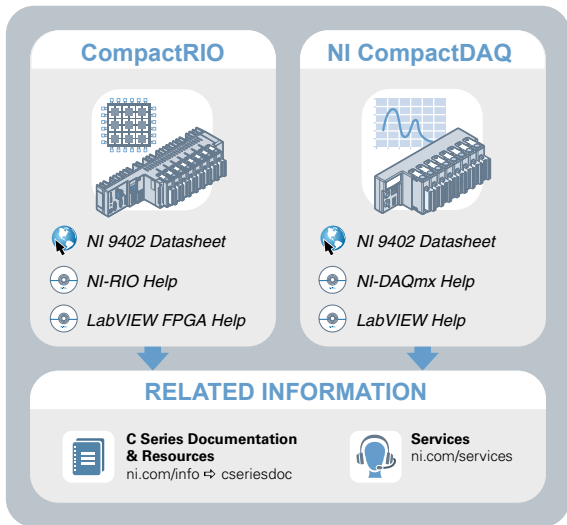 CompactRIO
NI 9402 Datasheet
NI-RIO Help
LabVIEW FPGA Help
NI CompactDAQ
NI 9402 Datasheet
NI-DAQmx Help
LabVIEW Help
RELATED INFORMATION
C Series Documentation
& Resources
ni.com/info ➪ cseriesdoc
Services
ni.com/services